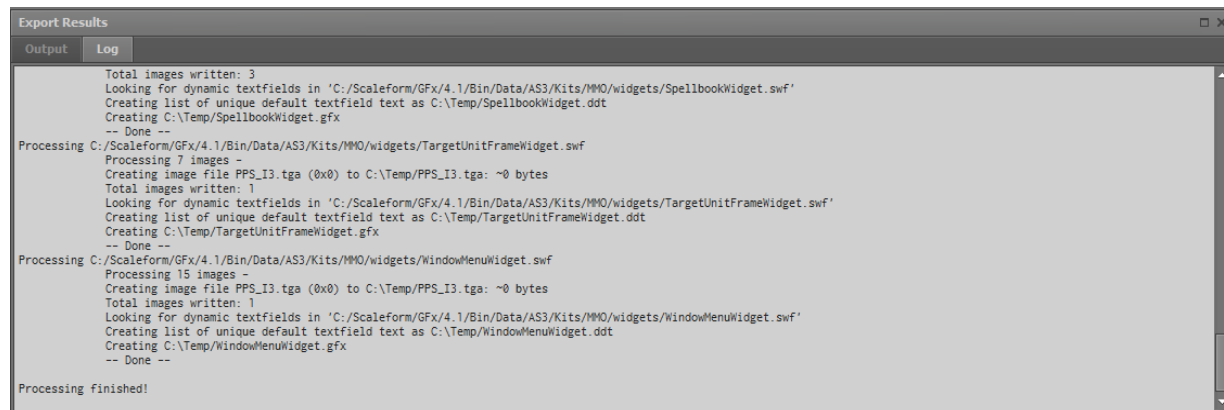 Export Results
Output Log
Total images written: 3
Looking for dynamic textfields in 'C:/Scaleform/GFx/4.1/Bin/Data/AS3/Kits/MMO/widgets/SpellbookWidget.swf'
Creating list of unique default textfield text as C:\Temp/SpellbookWidget.ddt
Creating C:\Temp/SpellbookWidget.gfx
-- Done --
Processing C:/Scaleform/GFx/4.1/Bin/Data/AS3/Kits/MMO/widgets/TargetUnitFrameWidget.swf
Processing 7 images -
Creating image file PPS_I3.tga (0x0) to C:\Temp/PPS_I3.tga: ~0 bytes
Total images written: 1
Looking for dynamic textfields in 'C:/Scaleform/GFx/4.1/Bin/Data/AS3/Kits/MMO/widgets/TargetUnitFrameWidget.swf'
Creating list of unique default textfield text as C:\Temp/TargetUnitFrameWidget.ddt
Creating C:\Temp/TargetUnitFrameWidget.gfx
-- Done --
Processing C:/Scaleform/GFx/4.1/Bin/Data/AS3/Kits/MMO/widgets/WindowMenuWidget.swf
Processing 15 images -
Creating image file PPS_I3.tga (0x0) to C:\Temp/PPS_I3.tga: ~0 bytes
Total images written: 1
Looking for dynamic textfields in 'C:/Scaleform/GFx/4.1/Bin/Data/AS3/Kits/MMO/widgets/WindowMenuWidget.swf'
Creating list of unique default textfield text as C:\Temp/WindowMenuWidget.ddt
Creating C:\Temp/WindowMenuWidget.gfx
-- Done --
Processing finished!